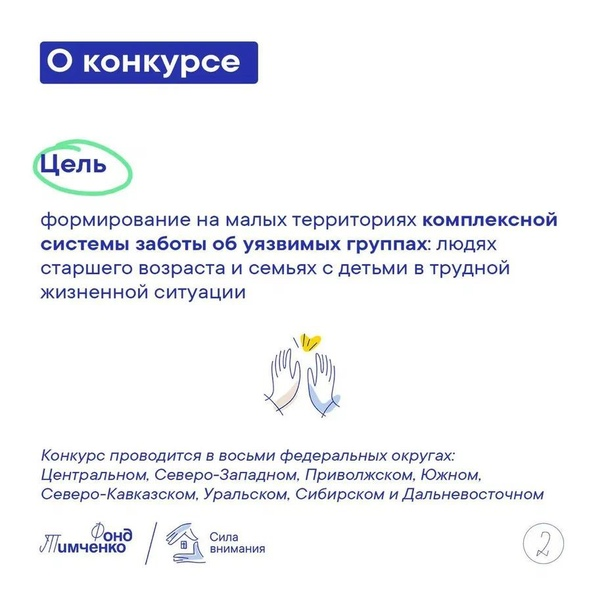 О конкурсе
Цель
формирование на малых территориях комплексной
системы заботы об уязвимых группах: людях
старшего возраста и семьях с детьми в трудной
жизненной ситуации
Конкурс проводится в восьми федеральных округах:
Центральном, Северо-Западном, Приволжском, Южном,
Северо-Кавказском, Уральском, Сибирском и Дальневосточном
Фонд
Тимченко
Сила
внимания
2